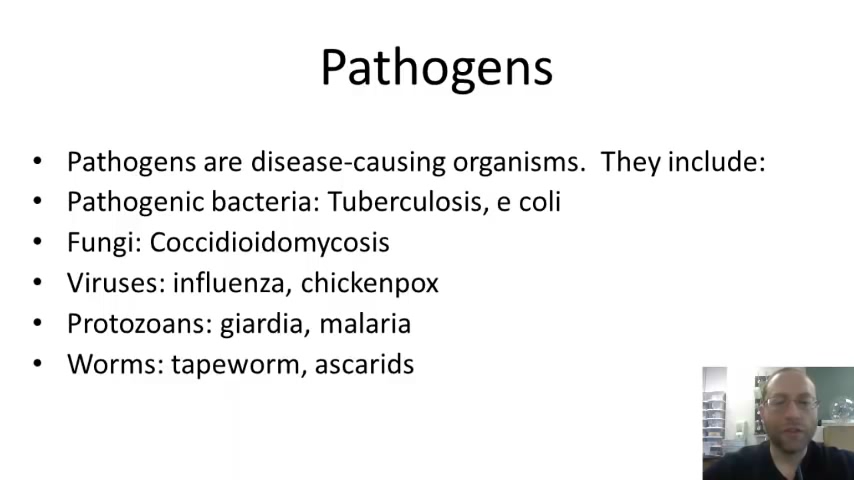 Pathogens
• Pathogens are disease-causing organisms.  They include:
• Pathogenic bacteria: Tuberculosis, e coli
• Fungi: Coccidioidomycosis
• Viruses: influenza, chickenpox
• Protozoans: giardia, malaria
• Worms: tapeworm, ascarids